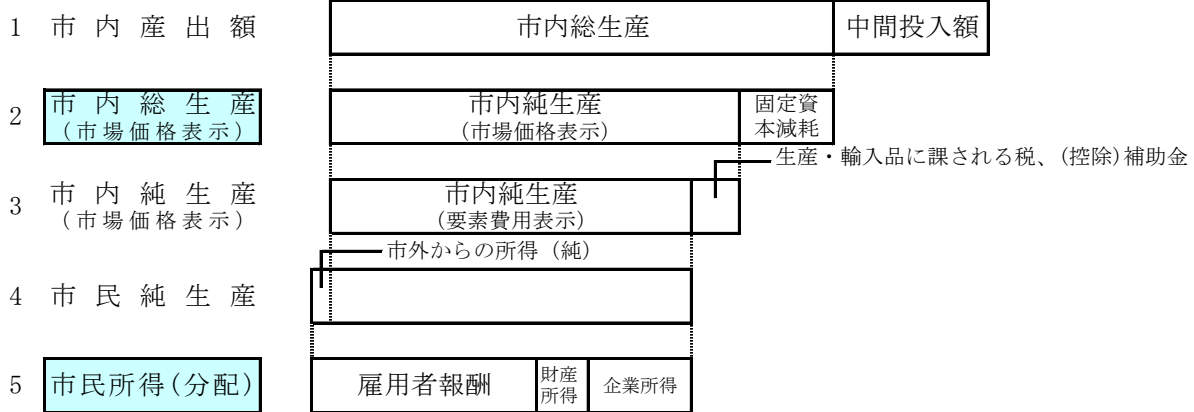 1 市内産出額 市内総生産 中間投入額
2 市内総生産 市内純生産 固定資
(市場価格表示) (市場価格表示) 本減耗
生産・輸入品に課される税、(控除)補助金
3 市内純生産 市内純生産
(市場価格表示) (要素費用表示)
市外からの所得(純)
4 市民純生産
5 市民所得(分配) 雇用者報酬 財産 企業所得
所得